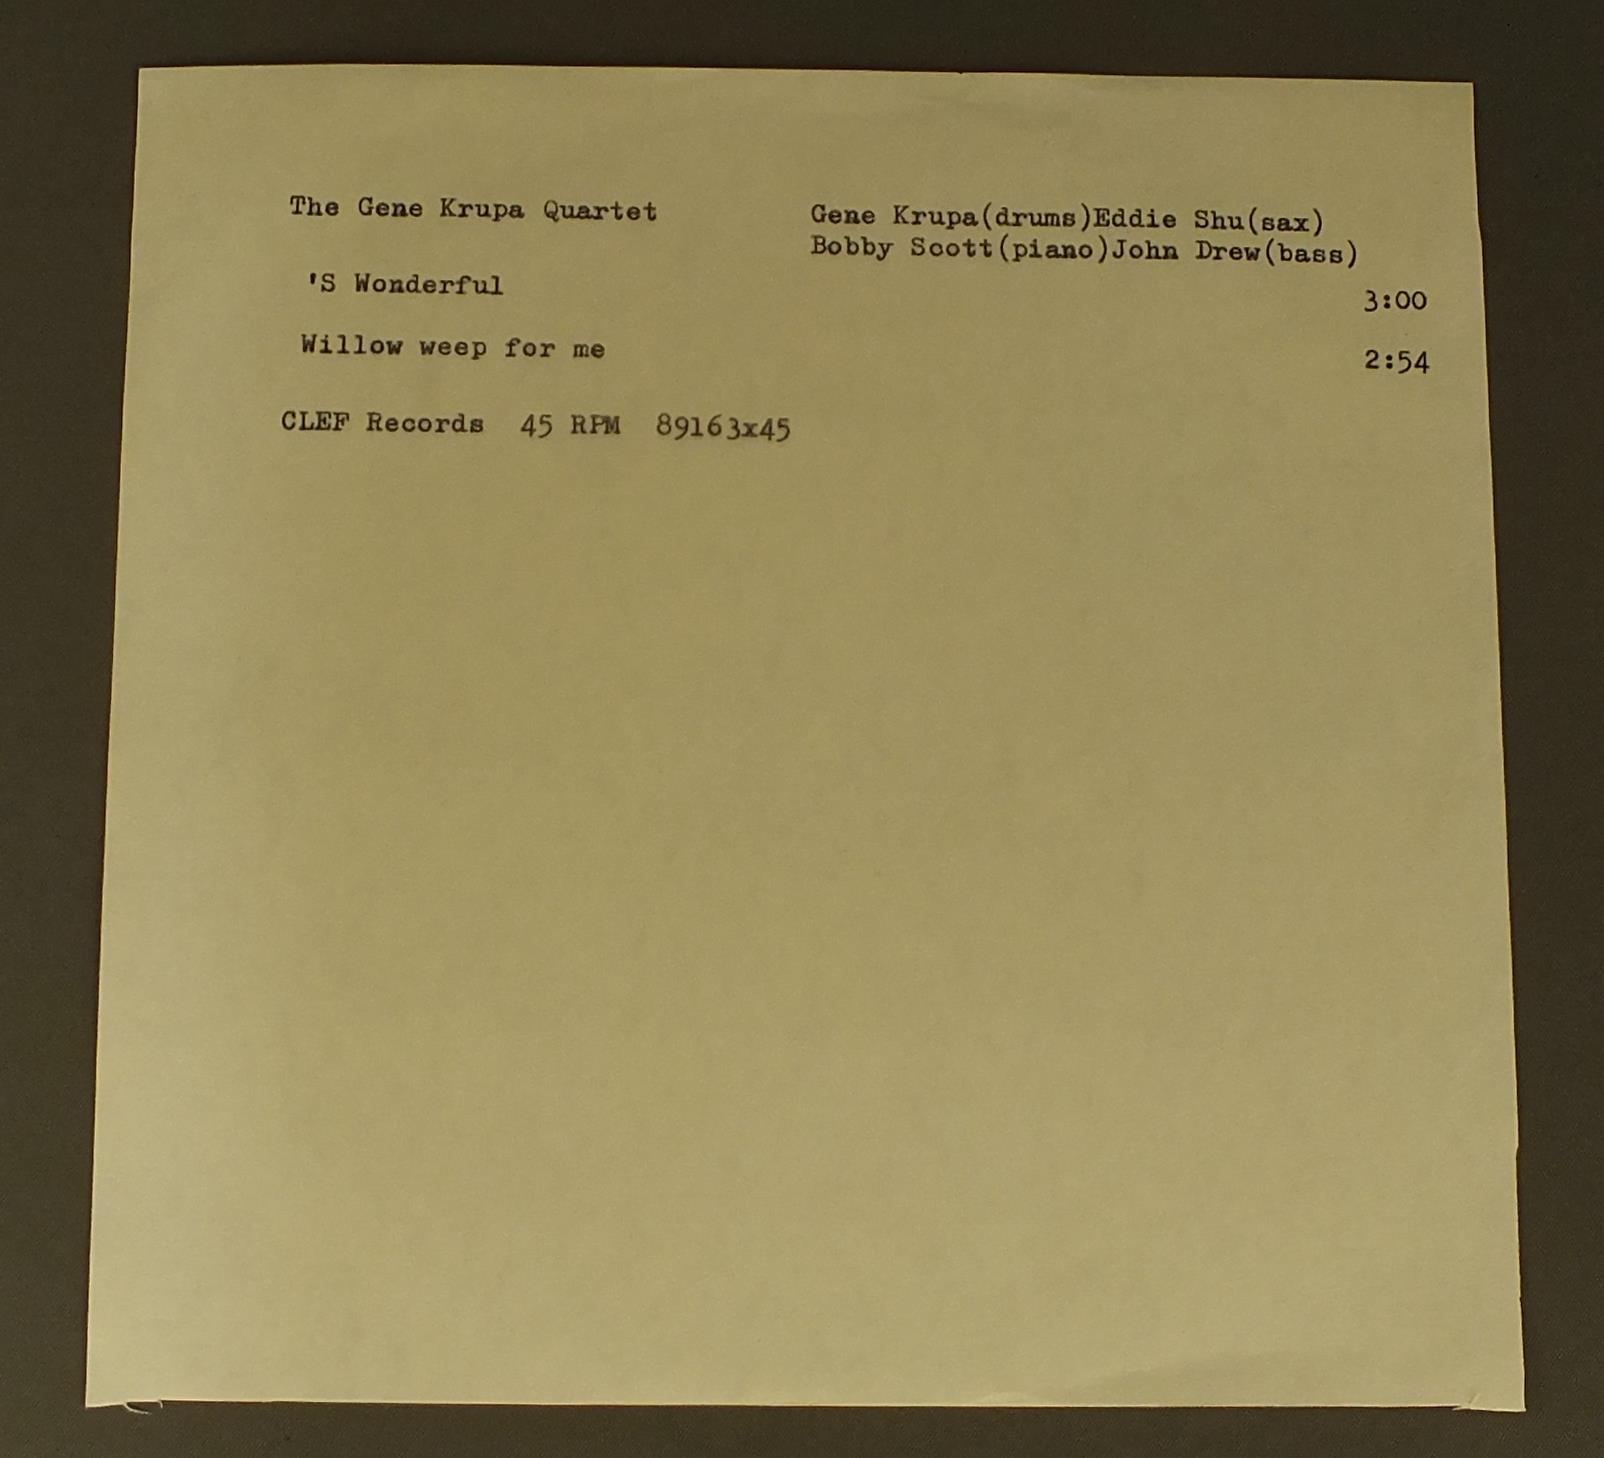 The Gene Krupa Quartet
Gene Krupa(drums)Eddie Shu(sax)
Bobby Scott(piano)John Drew(bass)
'S Wonderful 3:00
Willow weep for me 2:54
CLEF Records 45 RPM 89163x45